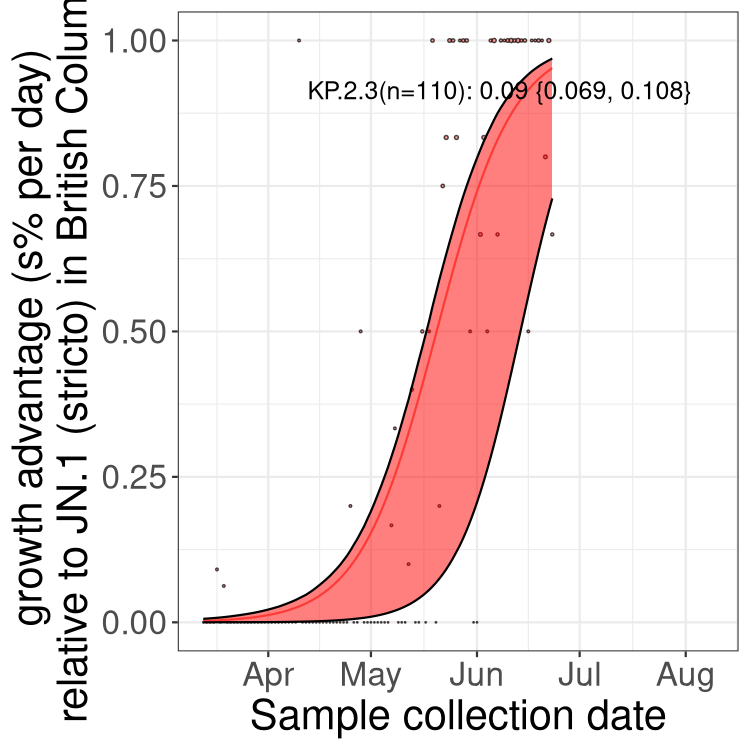 growth advantage (s% per day)
relative to JN.1 (stricto) in British Colum
1.00
0.75
0.50
0.25
0.00
KP.2.3(n=110): 0.09 {0.069, 0.108}
Apr May Jun Jul Aug
Sample collection date